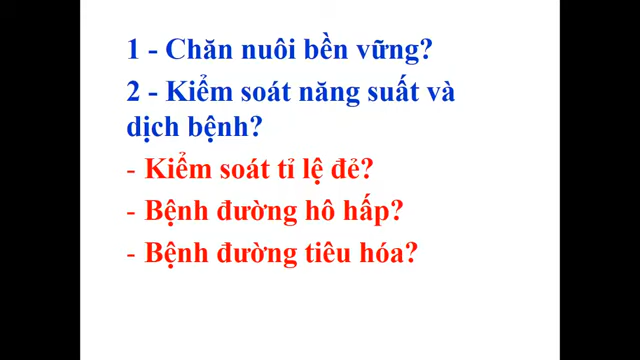 1 - Chăn nuôi bền vững?
2 - Kiểm soát năng suất và
dịch bệnh?
- Kiểm soát tỉ lệ đẻ?
- Bệnh đường hô hấp?
- Bệnh đường tiêu hóa?